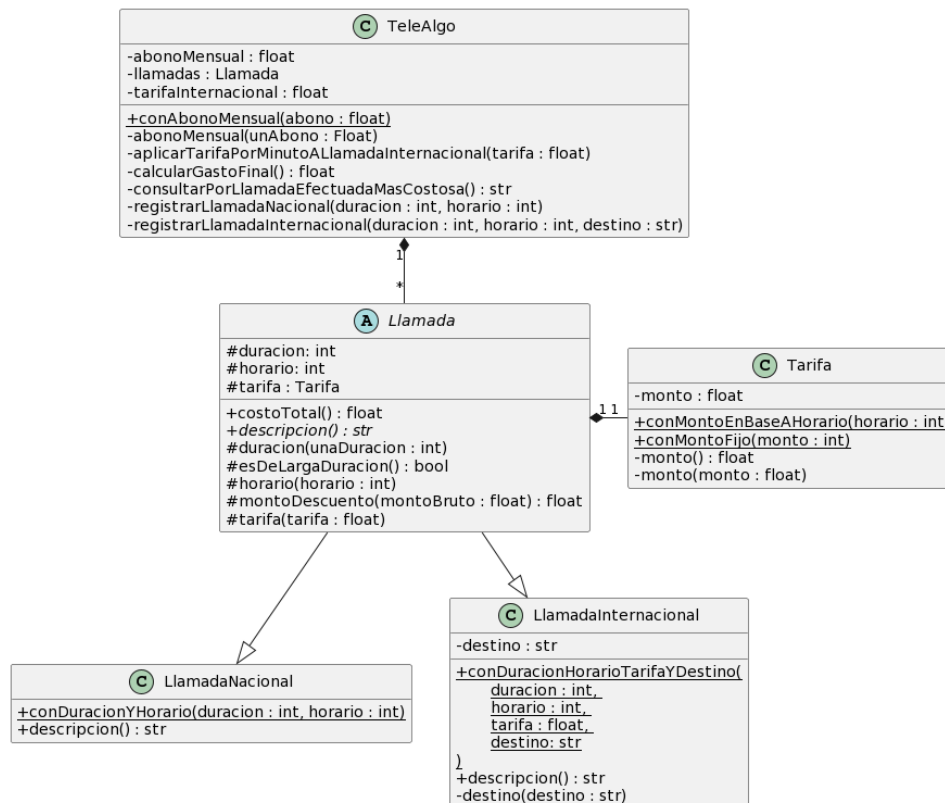 C TeleAlgo
-abonoMensual : float
-llamadas : Llamada
-tarifaInternacional : float
+conAbonoMensual(abono : float)
-abonoMensual(unAbono : Float)
-aplicarTarifaPorMinutoALlamadaInternacional(tarifa : float)
-calcularGastoFinal() : float
-consultarPorLlamadaEfectuadaMasCostosa() : str
-registrarLlamadaNacional(duracion : int, horario : int)
-registrarLlamadaInternacional(duracion : int, horario : int, destino : str)
1
*
A Llamada
#duracion: int
#horario: int
#tarifa : Tarifa
+costoTotal() : float
+descripcion() : str
#duracion(unaDuracion : int)
#esDeLargaDuracion() : bool
#horario(horario : int)
#montoDescuento(montoBruto : float) : float
#tarifa(tarifa : float)
1 1
C Tarifa
-monto : float
+conMontoEnBaseAHorario(horario : int
+conMontoFijo(monto : int)
-monto() : float
-monto(monto : float)
C LlamadaNacional
+conDuracionYHorario(duracion : int, horario : int)
+descripcion() : str
C LlamadaInternacional
-destino : str
+conDuracionHorarioTarifaYDestino(
duracion : int,
horario : int,
tarifa : float,
destino: str
)
+descripcion() : str
-destino(destino : str)